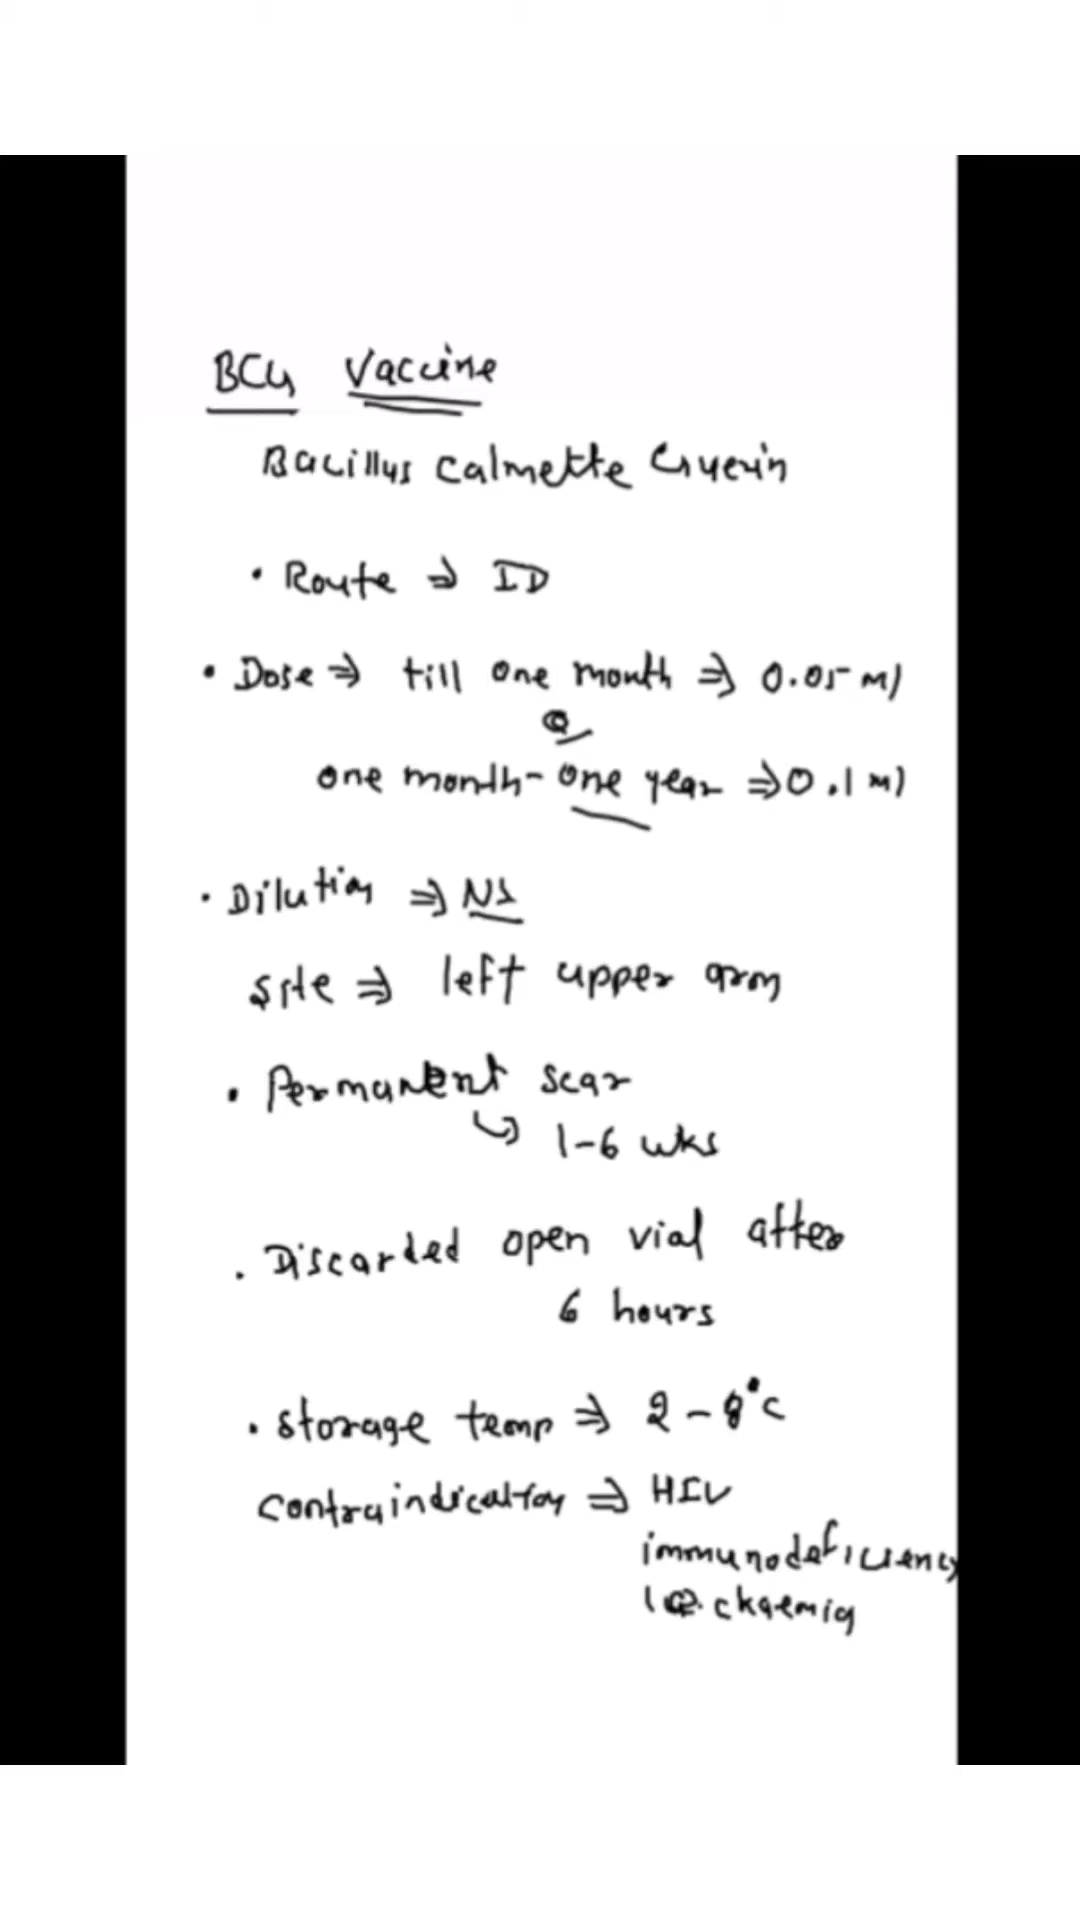 BCG Vaccine
Bacillus Calmette Guerin
• Route ⇒ ID
• Dose ⇒ till one month ⇒ 0.05 ml
one month - one year ⇒ 0.1 ml
• Dilution ⇒ NS
Site ⇒ left upper arm
• Permanent scar
↳ 1-6 wks
• Discarded open vial after
6 hours
• Storage temp ⇒ 2-8°C
Contraindication ⇒ HIV
immunodeficiency